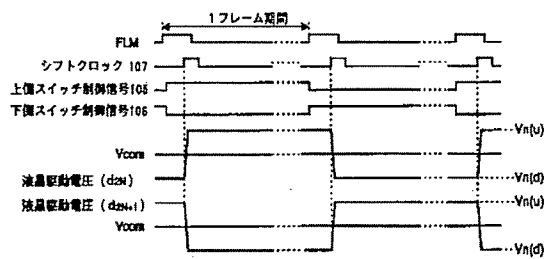 1フレーム期間
FLM
シフトクロック 107
上側スイッチ制御信号105
下側スイッチ制御信号106
Vn(u)
Vcom
液晶駆動電圧 (d2N)
Vn(d)
液晶駆動電圧 (d2N+1)
Vn(u)
Vcom
Vn(d)